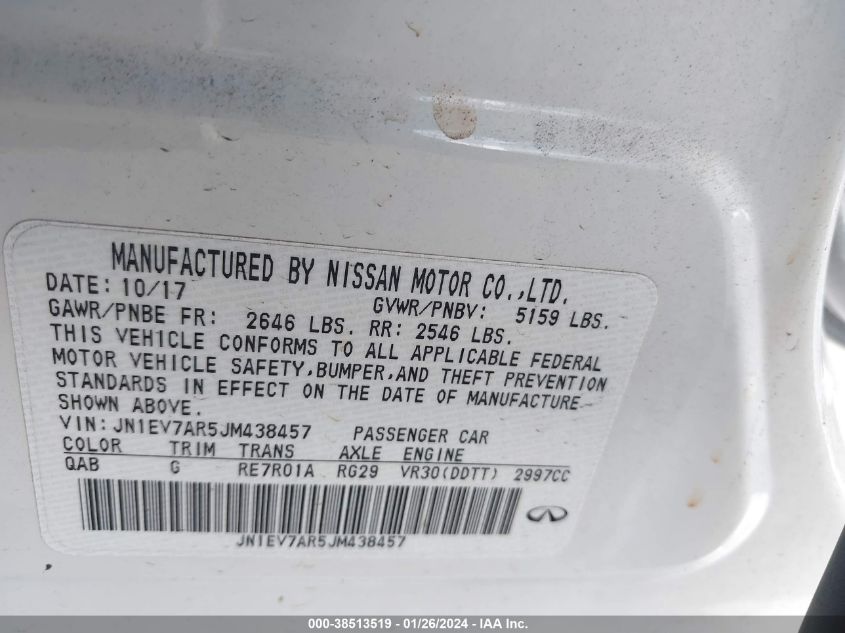 MANUFACTURED BY NISSAN MOTOR CO.,LTD.
DATE: 10/17 GVWR/PNBV: 5159 LBS.
GAWR/PNBE FR: 2646 LBS. RR: 2546 LBS.
THIS VEHICLE CONFORMS TO ALL APPLICABLE FEDERAL
MOTOR VEHICLE SAFETY, BUMPER, AND THEFT PREVENTION
STANDARDS IN EFFECT ON THE DATE OF MANUFACTURE
SHOWN ABOVE.
VIN: JN1EV7AR5JM438457 PASSENGER CAR
COLOR TRIM TRANS AXLE ENGINE
QAB G RE7R01A RG29 VR30(DDTT) 2997CC
JN1EV7AR5JM438457
000-38513519 - 01/26/2024 - IAA Inc.